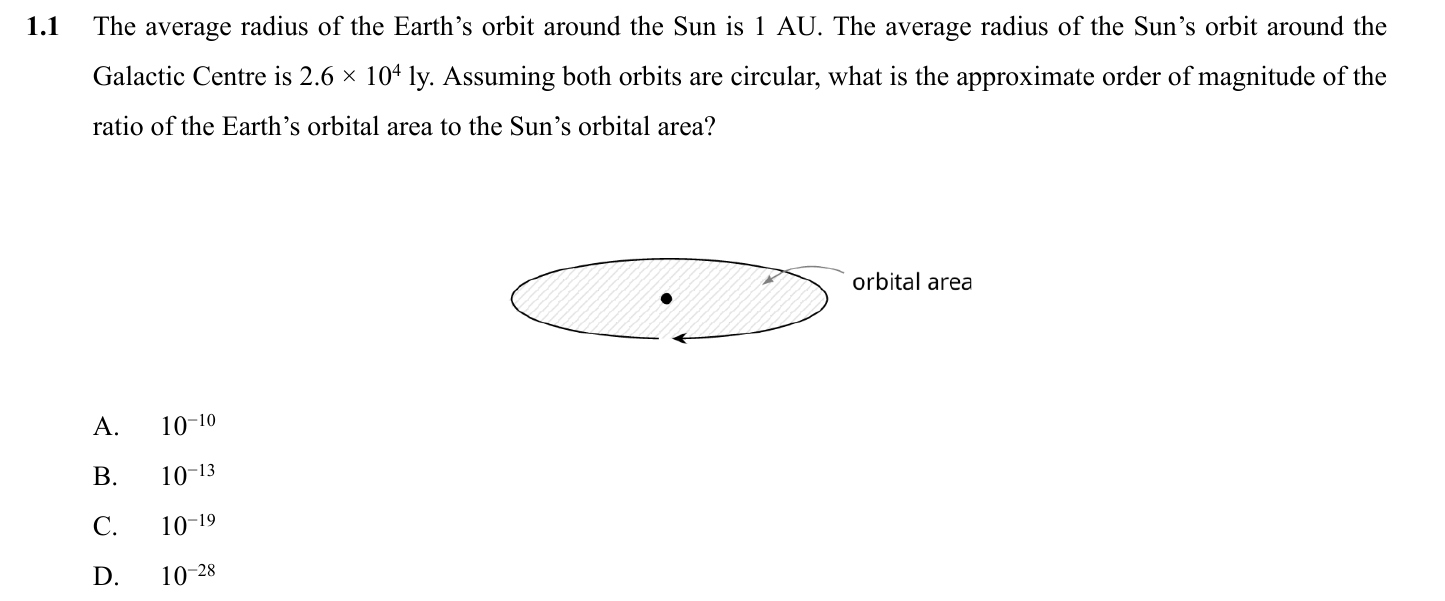 1.1 The average radius of the Earth’s orbit around the Sun is 1 AU. The average radius of the Sun’s orbit around the
Galactic Centre is 2.6 × 10⁴ ly. Assuming both orbits are circular, what is the approximate order of magnitude of the
ratio of the Earth’s orbital area to the Sun’s orbital area?
orbital area
A. 10⁻¹⁰
B. 10⁻¹³
C. 10⁻¹⁹
D. 10⁻²⁸